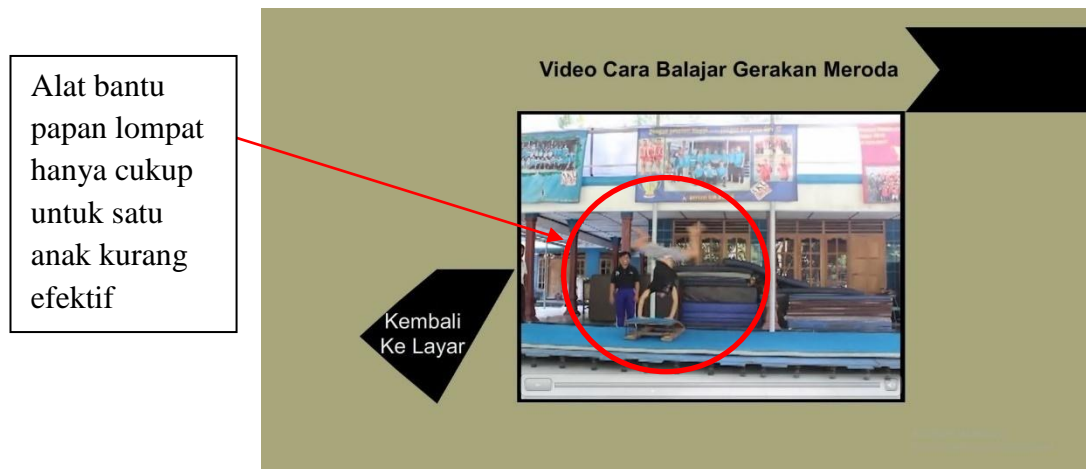 Alat bantu
papan lompat
hanya cukup
untuk satu
anak kurang
efektif
Video Cara Balajar Gerakan Meroda
Kembali
Ke Layar